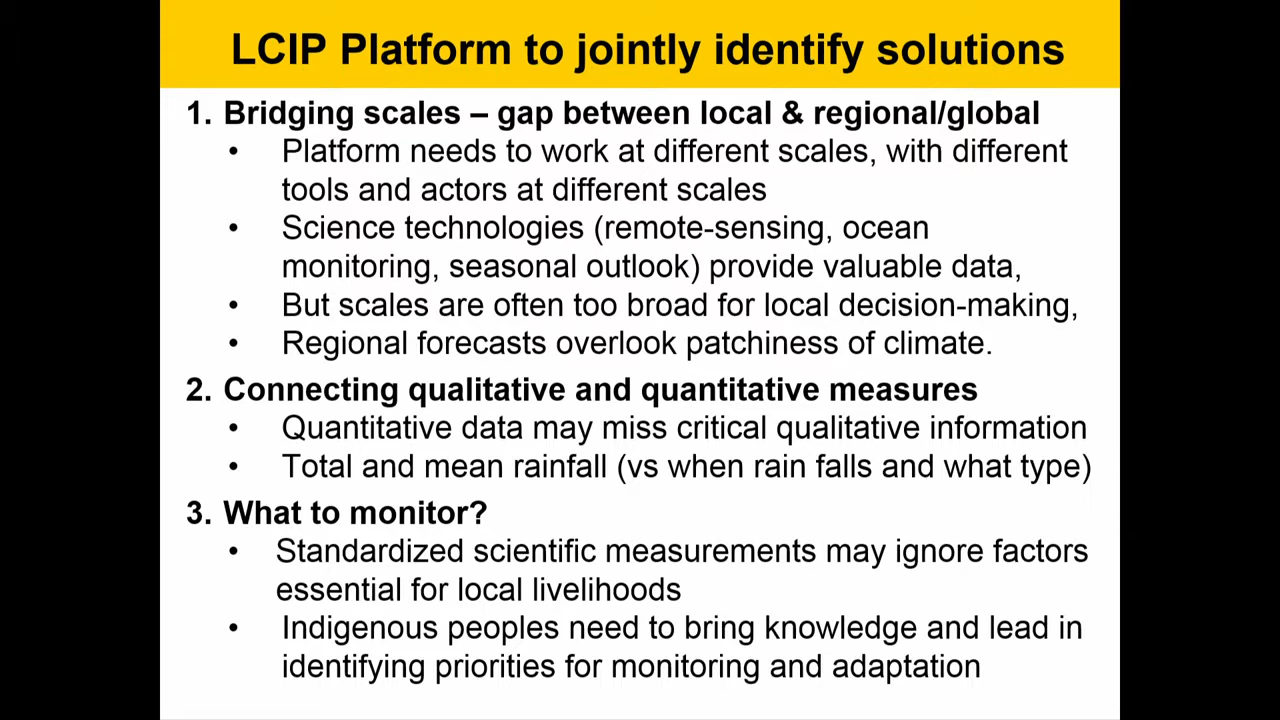 LCIP Platform to jointly identify solutions
1. Bridging scales – gap between local & regional/global
• Platform needs to work at different scales, with different
tools and actors at different scales
• Science technologies (remote-sensing, ocean
monitoring, seasonal outlook) provide valuable data,
• But scales are often too broad for local decision-making,
• Regional forecasts overlook patchiness of climate.
2. Connecting qualitative and quantitative measures
• Quantitative data may miss critical qualitative information
• Total and mean rainfall (vs when rain falls and what type)
3. What to monitor?
• Standardized scientific measurements may ignore factors
essential for local livelihoods
• Indigenous peoples need to bring knowledge and lead in
identifying priorities for monitoring and adaptation